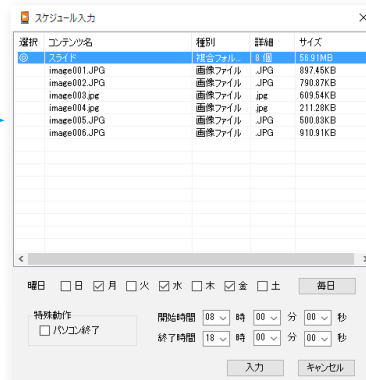 スケジュール入力
選択 コンテンツ名 種別 詳細 サイズ
◎ スライド 複合フォル... 8 個 56.91MB
image001.JPG 画像ファイル .JPG 897.45KB
image002.JPG 画像ファイル .JPG 790.87KB
image003.jpg 画像ファイル .jpg 609.54KB
image004.jpg 画像ファイル .jpg 211.28KB
image005.JPG 画像ファイル .JPG 500.83KB
image006.JPG 画像ファイル .JPG 910.91KB
曜日 日 月 火 水 木 金 土 毎日
特殊動作
パソコン終了
開始時間 08 時 00 分 00 秒
終了時間 18 時 00 分 00 秒
入力 キャンセル